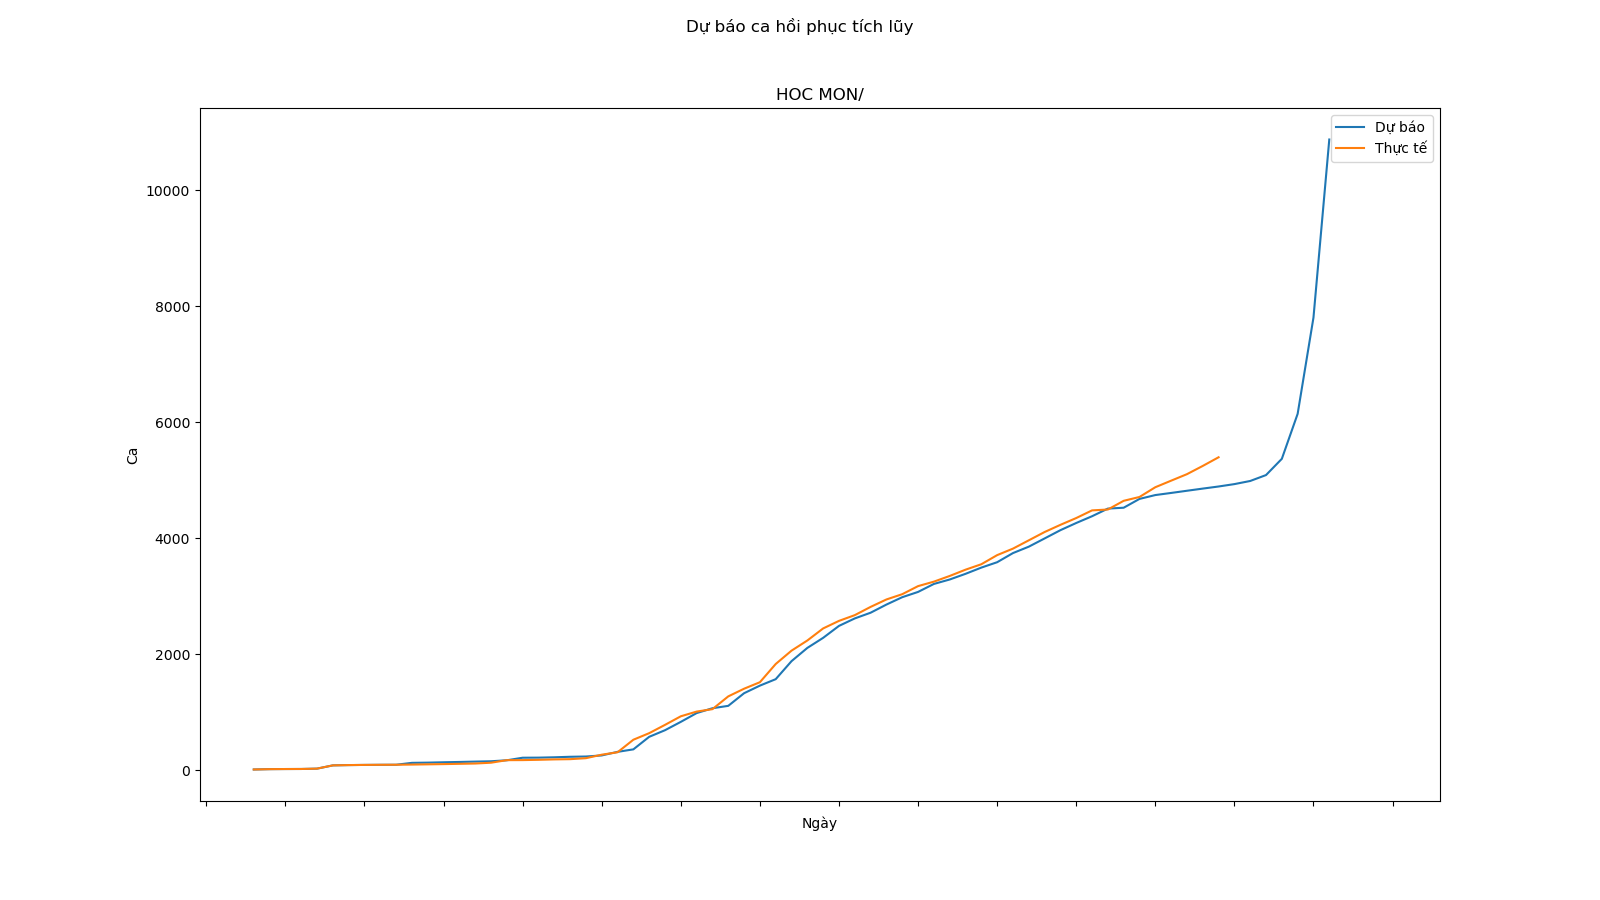 Dự báo ca hồi phục tích lũy
HOC MON/
Dự báo
Thực tế
10000
8000
6000
4000
2000
0
Ca
Ngày